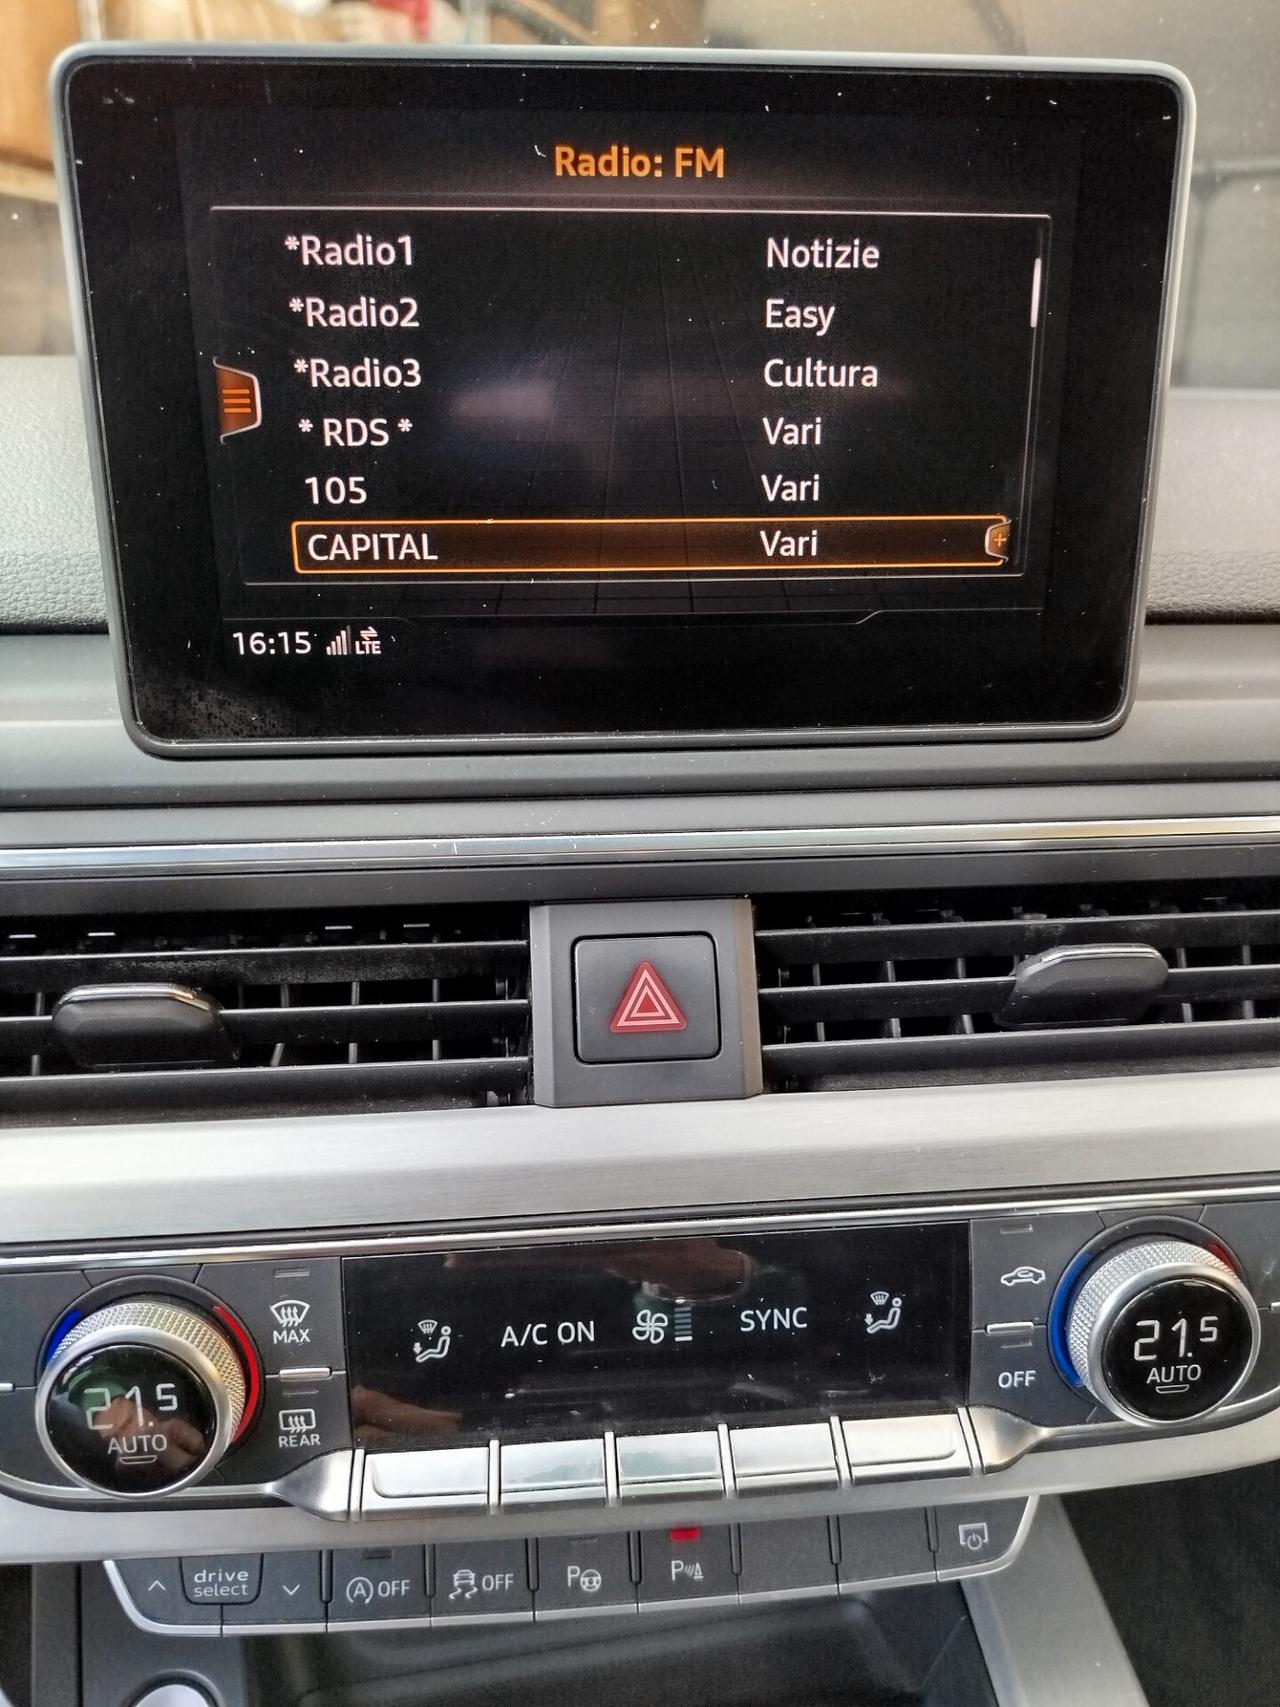 Radio: FM
*Radio1 Notizie
*Radio2 Easy
*Radio3 Cultura
* RDS * Vari
105 Vari
CAPITAL Vari
16:15 LTE
MAX
A/C ON SYNC
21.5
AUTO
REAR
OFF
21.5
AUTO
drive
select
A OFF
OFF
P
P